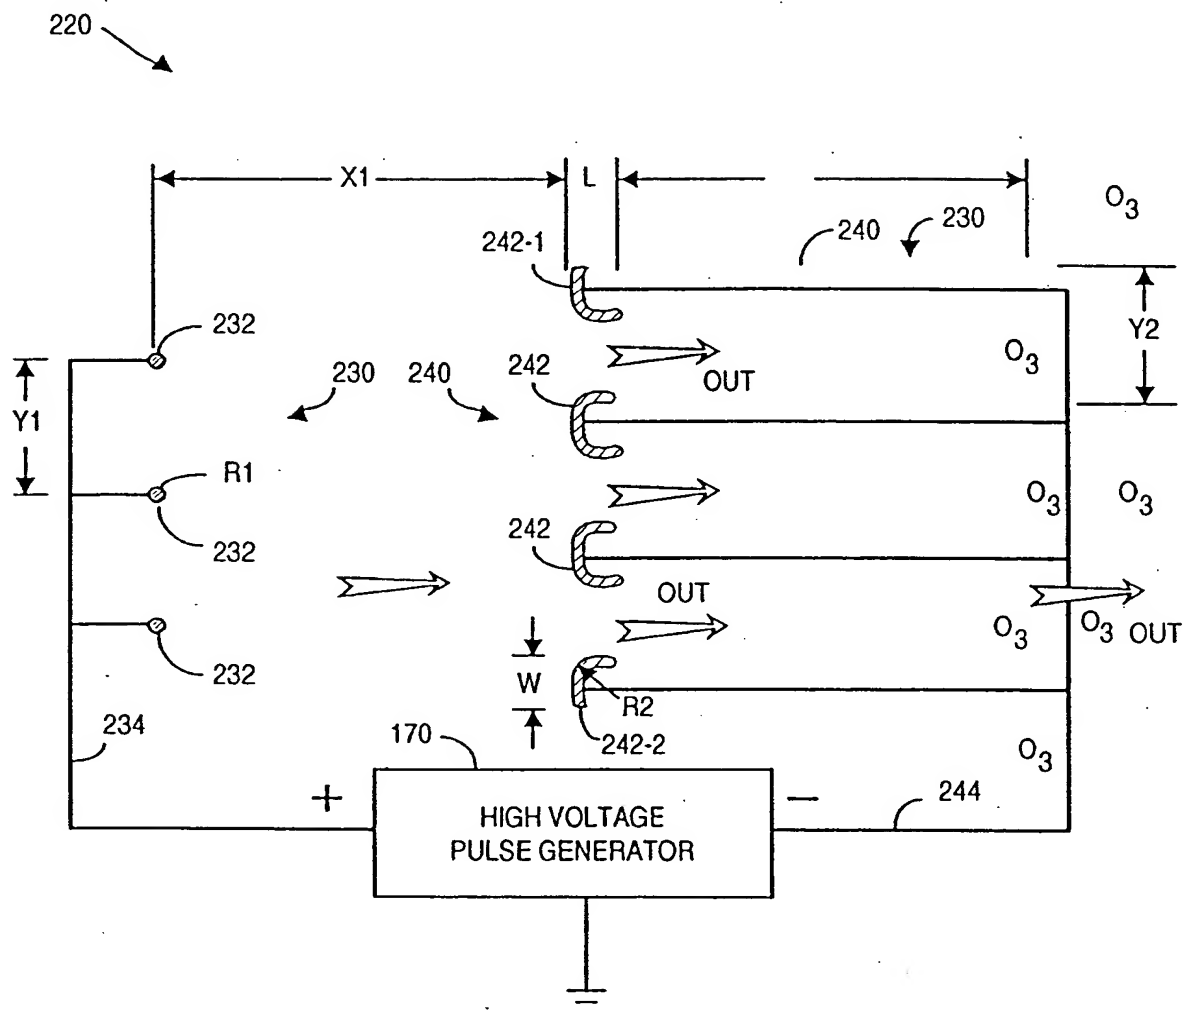 220
X1
L
O3
242-1
240
230
232
Y2
O3
230
240
242
OUT
Y1
R1
O3
O3
232
242
OUT
O3
O3
OUT
232
W
R2
234
170
242-2
O3
+
−
244
HIGH VOLTAGE
PULSE GENERATOR